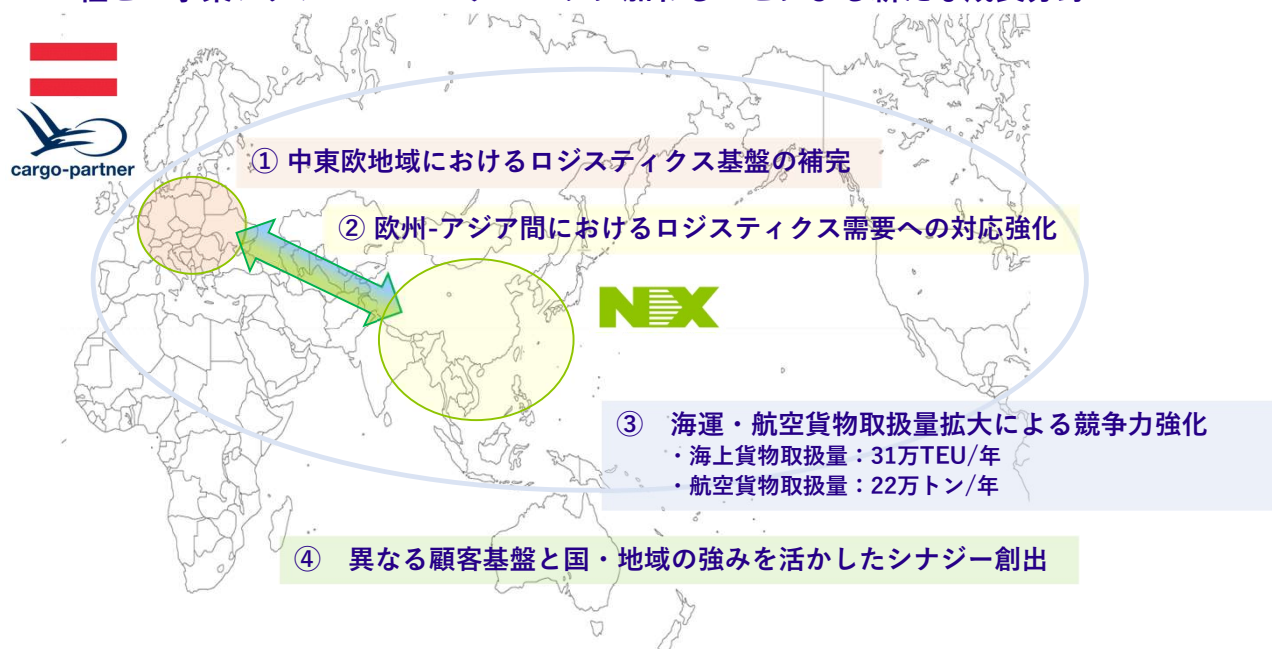 cargo-partner
① 中東欧地域におけるロジスティクス基盤の補完
② 欧州-アジア間におけるロジスティクス需要への対応強化
NX
③ 海運・航空貨物取扱量拡大による競争力強化
・海上貨物取扱量：31万TEU/年
・航空貨物取扱量：22万トン/年
④ 異なる顧客基盤と国・地域の強みを活かしたシナジー創出